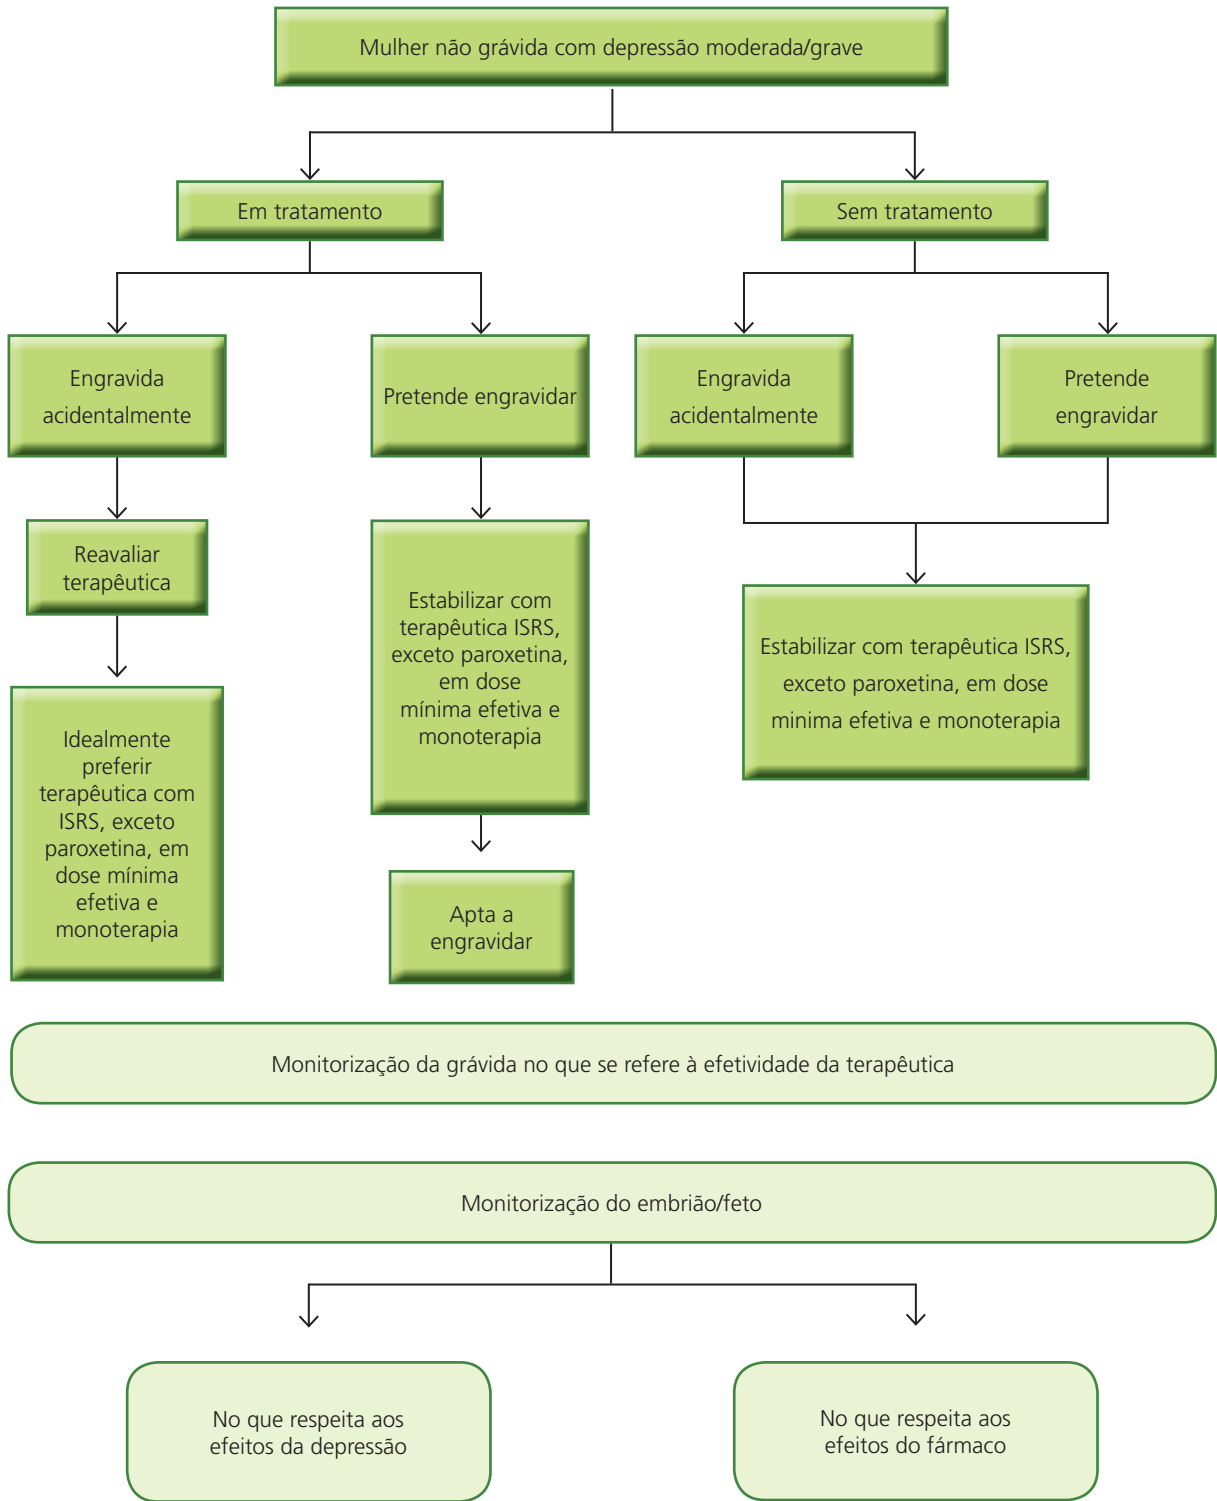 Mulher não grávida com depressão moderada/grave
Em tratamento
Sem tratamento
Engravida
acidentalmente
Pretende engravidar
Engravida
acidentalmente
Pretende
engravidar
Reavaliar
terapêutica
Idealmente
preferir
terapêutica com
ISRS, exceto
paroxetina, em
dose mínima
efetiva e
monoterapia
Estabilizar com
terapêutica ISRS,
exceto paroxetina,
em dose
mínima efetiva e
monoterapia
Apta a
engravidar
Estabilizar com terapêutica ISRS,
exceto paroxetina, em dose
minima efetiva e monoterapia
Monitorização da grávida no que se refere à efetividade da terapêutica
Monitorização do embrião/feto
No que respeita aos
efeitos da depressão
No que respeita aos
efeitos do fármaco